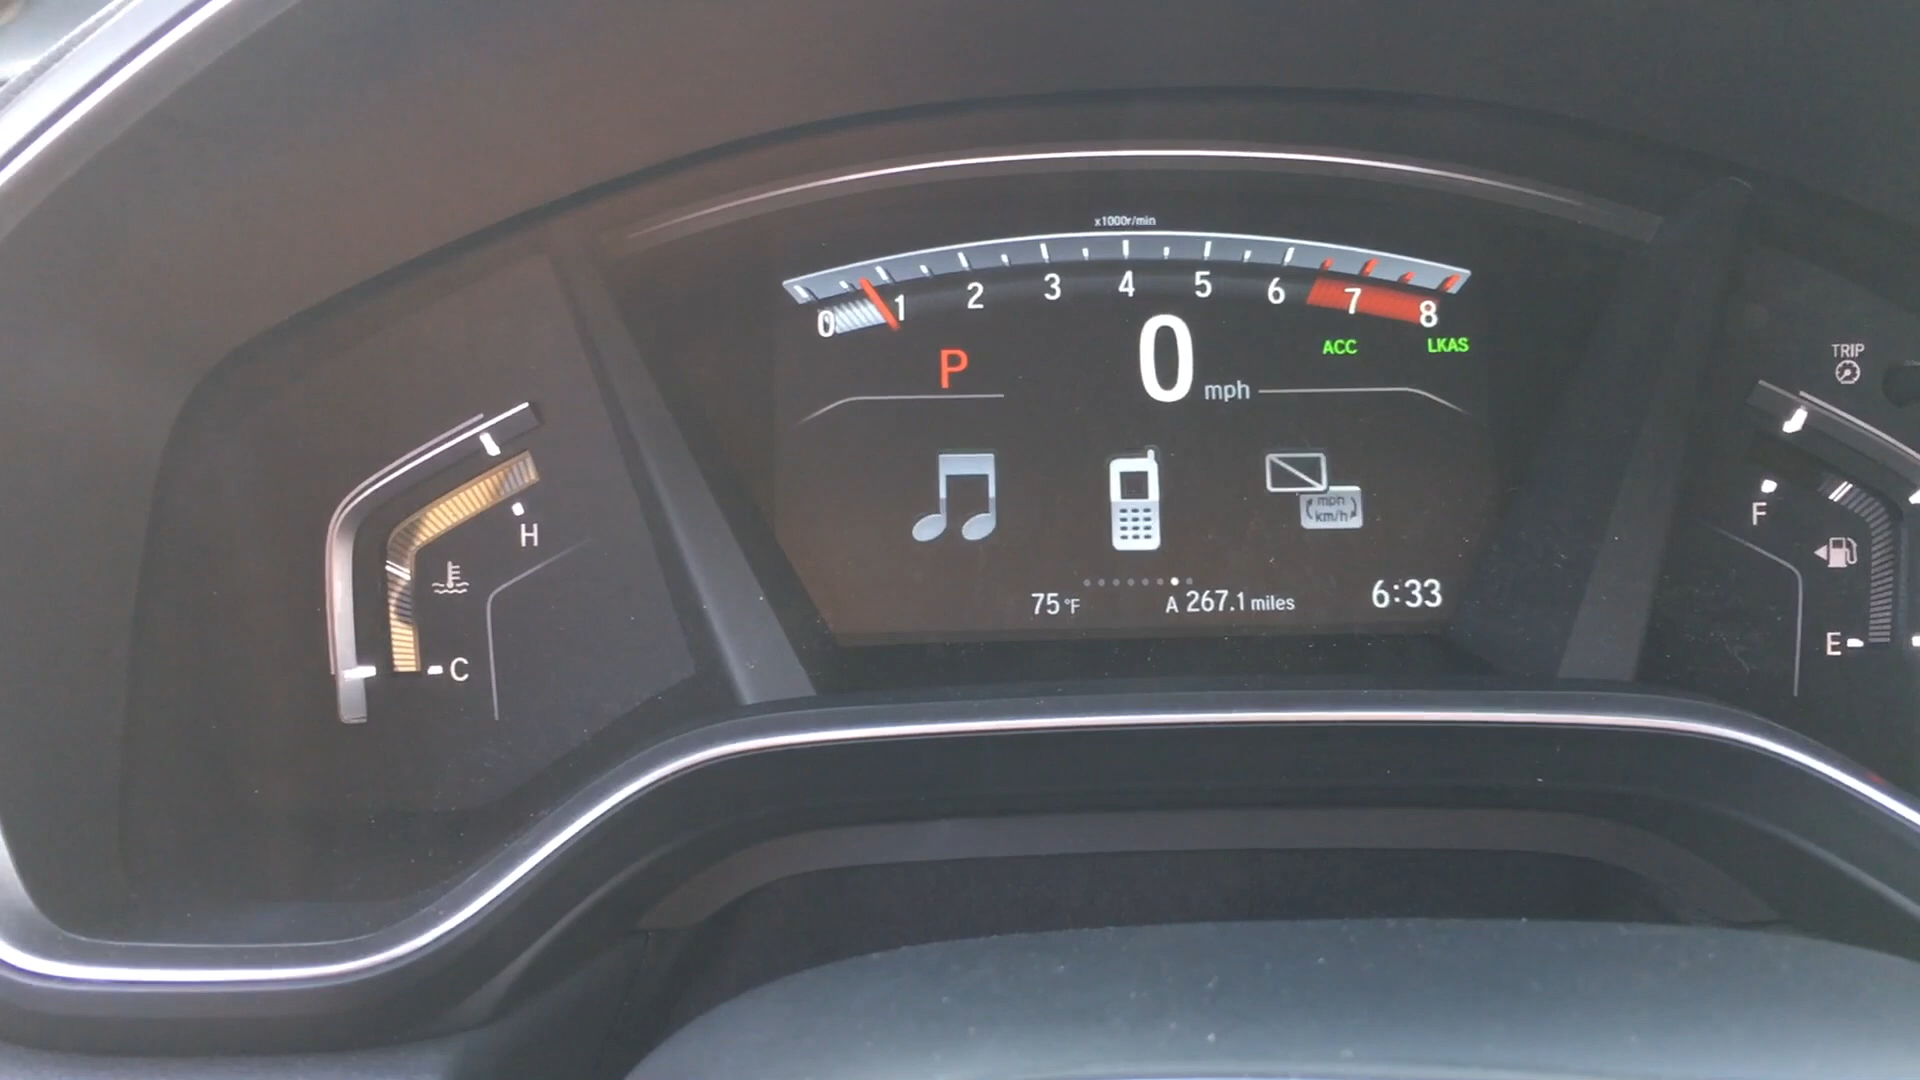 x1000r/min
0 1 2 3 4 5 6 7 8
P 0 mph ACC LKAS
TRIP
mph
km/h
H
C
F
E
75°F A 267.1 miles 6:33